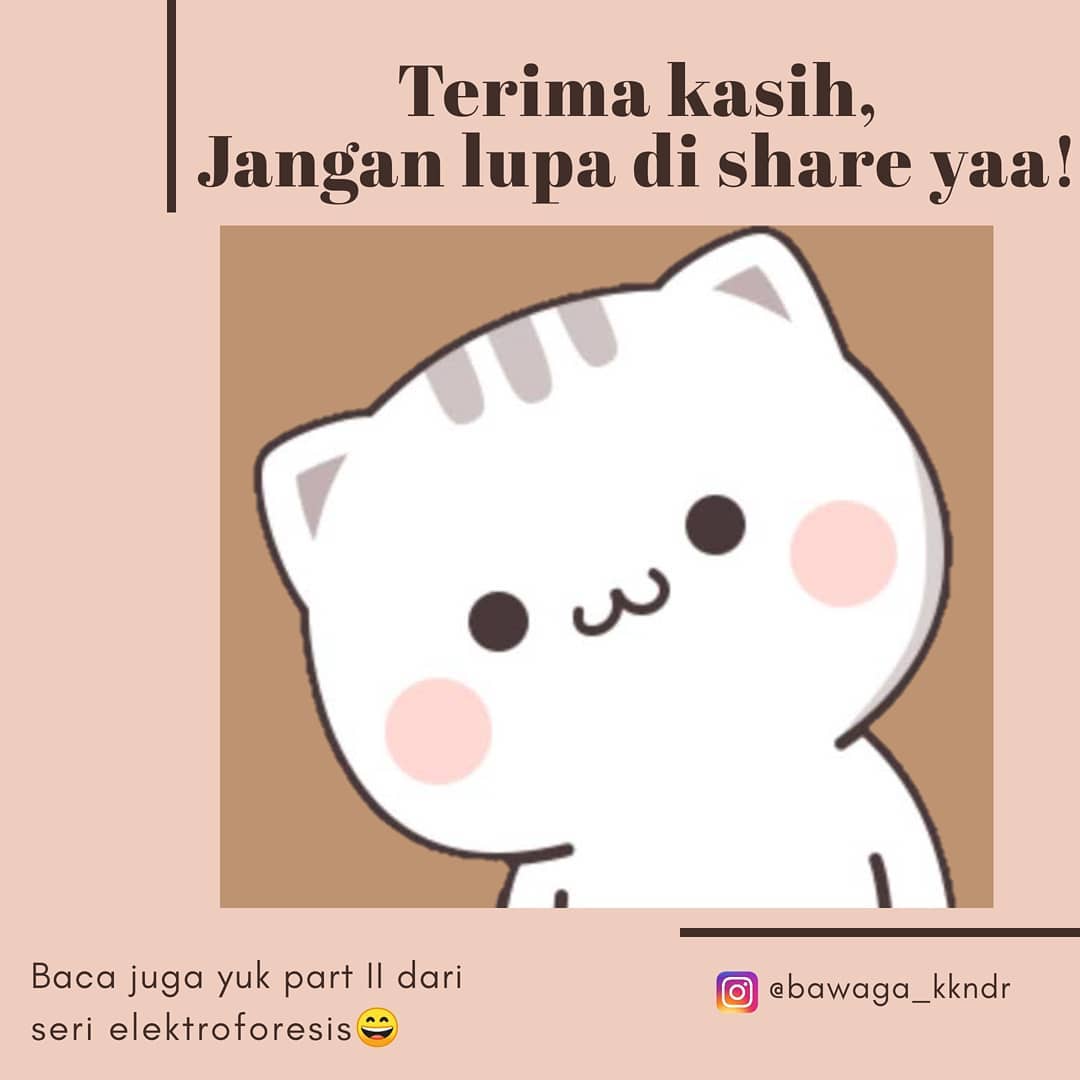 Terima kasih,
Jangan lupa di share yaa!
Baca juga yuk part II dari
seri elektroforesis😄
@bawaga_kkndr